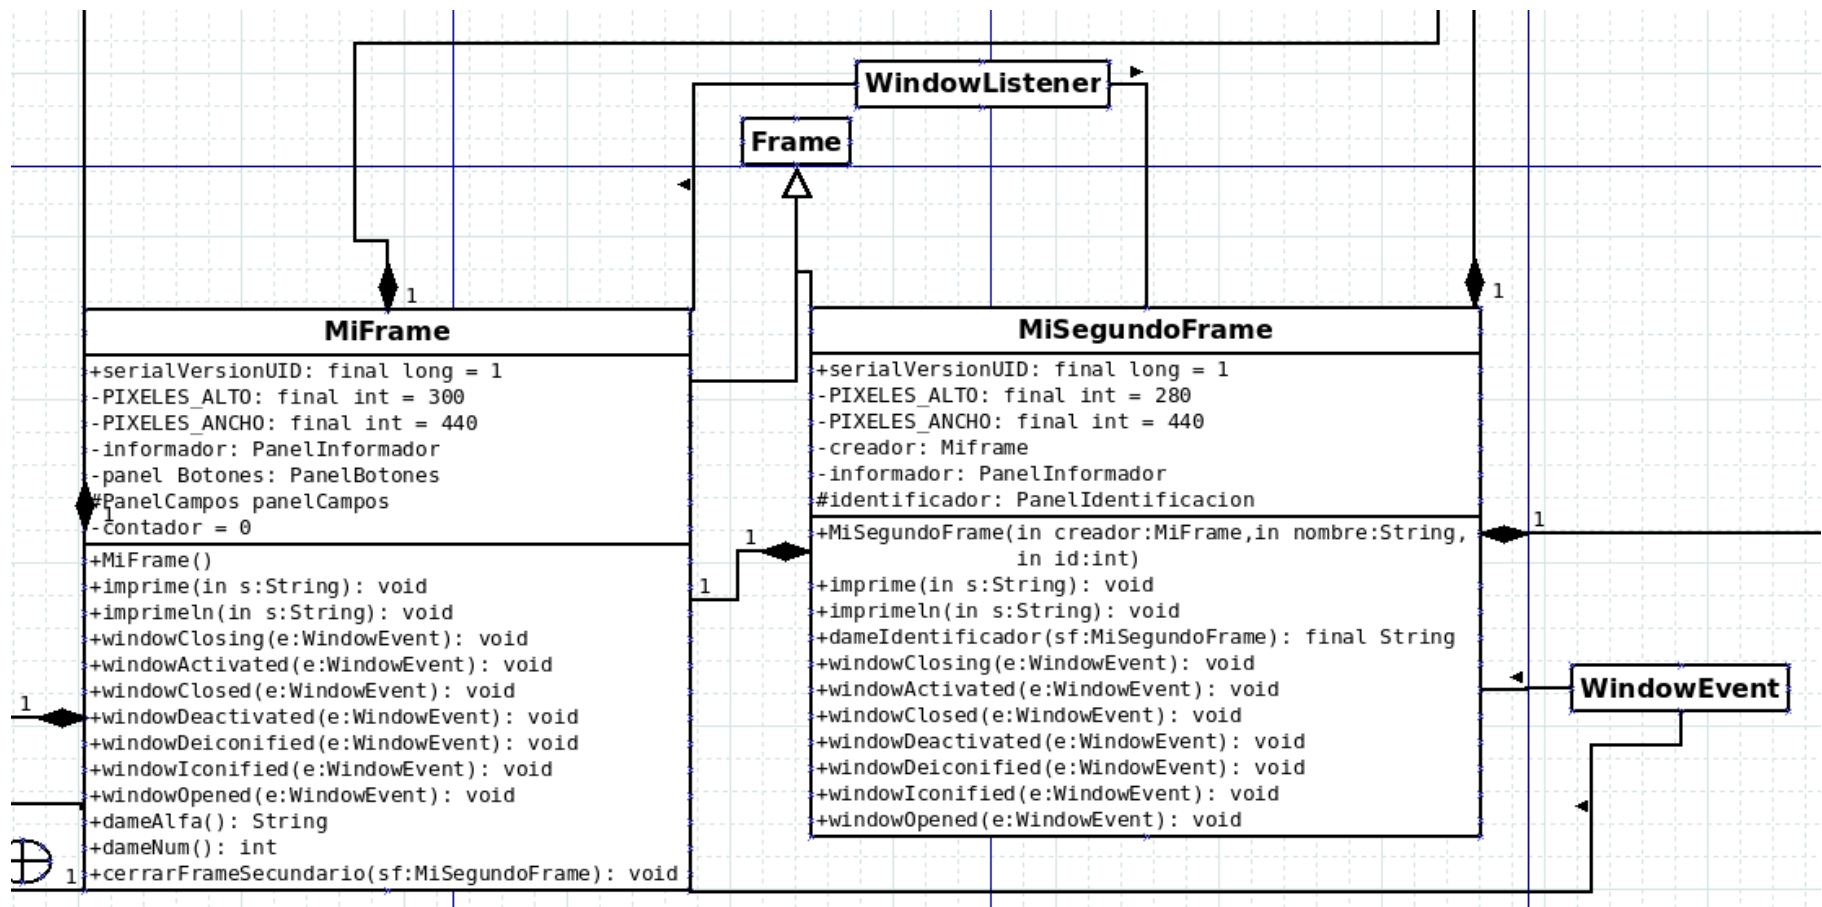 WindowListener
Frame
1
MiFrame
+serialVersionUID: final long = 1
-PIXELES_ALTO: final int = 300
-PIXELES_ANCHO: final int = 440
-informador: PanelInformador
-panel Botones: PanelBotones
#PanelCampos panelCampos
1
-contador = 0
+MiFrame()
+imprime(in s:String): void
+imprimeln(in s:String): void
+windowClosing(e:WindowEvent): void
+windowActivated(e:WindowEvent): void
+windowClosed(e:WindowEvent): void
1
+windowDeactivated(e:WindowEvent): void
+windowDeiconified(e:WindowEvent): void
+windowIconified(e:WindowEvent): void
+windowOpened(e:WindowEvent): void
+dameAlfa(): String
+dameNum(): int
1
+cerrarFrameSecundario(sf:MiSegundoFrame): void
1
1
1
MiSegundoFrame
+serialVersionUID: final long = 1
-PIXELES_ALTO: final int = 280
-PIXELES_ANCHO: final int = 440
-creador: Miframe
-informador: PanelInformador
#identificador: PanelIdentificacion
+MiSegundoFrame(in creador:MiFrame,in nombre:String,
in id:int)
+imprime(in s:String): void
+imprimeln(in s:String): void
+dameIdentificador(sf:MiSegundoFrame): final String
+windowClosing(e:WindowEvent): void
+windowActivated(e:WindowEvent): void
+windowClosed(e:WindowEvent): void
+windowDeactivated(e:WindowEvent): void
+windowDeiconified(e:WindowEvent): void
+windowIconified(e:WindowEvent): void
+windowOpened(e:WindowEvent): void
1
WindowEvent